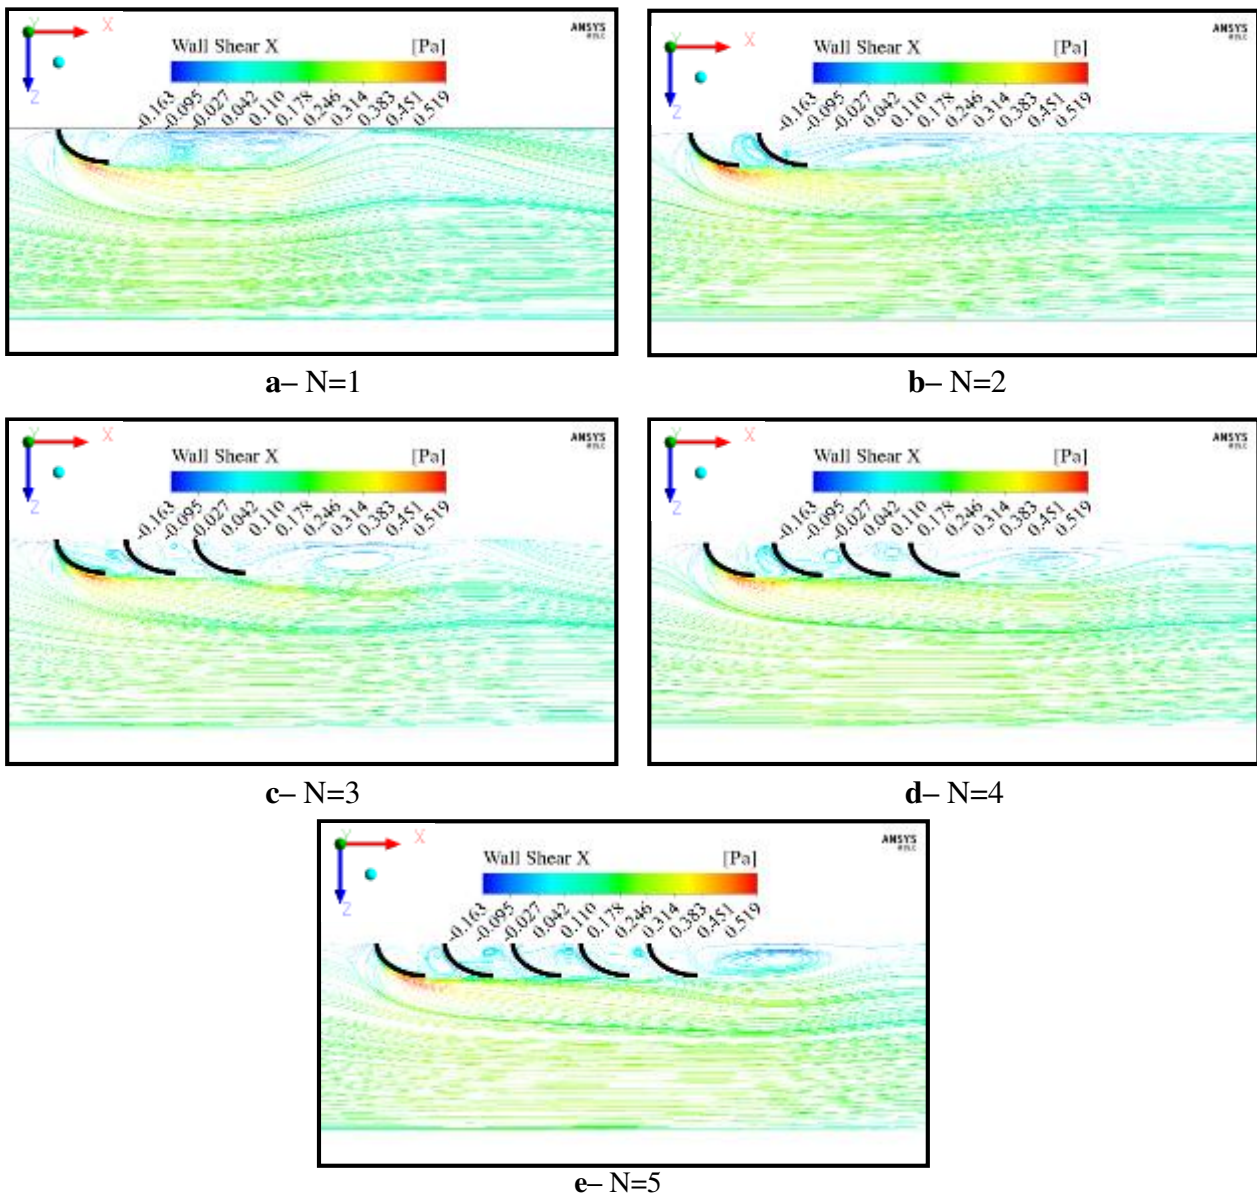 Y X ANSYS
Wall Shear X [Pa]
Z
-0.163 -0.095 -0.027 0.042 0.110 0.178 0.246 0.314 0.383 0.451 0.519
a– N=1
Y X ANSYS
Wall Shear X [Pa]
Z
-0.163 -0.095 -0.027 0.042 0.110 0.178 0.246 0.314 0.383 0.451 0.519
b– N=2
Y X ANSYS
Wall Shear X [Pa]
Z
-0.163 -0.095 -0.027 0.042 0.110 0.178 0.246 0.314 0.383 0.451 0.519
c– N=3
Y X ANSYS
Wall Shear X [Pa]
Z
-0.163 -0.095 -0.027 0.042 0.110 0.178 0.246 0.314 0.383 0.451 0.519
d– N=4
Y X ANSYS
Wall Shear X [Pa]
Z
-0.163 -0.095 -0.027 0.042 0.110 0.178 0.246 0.314 0.383 0.451 0.519
e– N=5